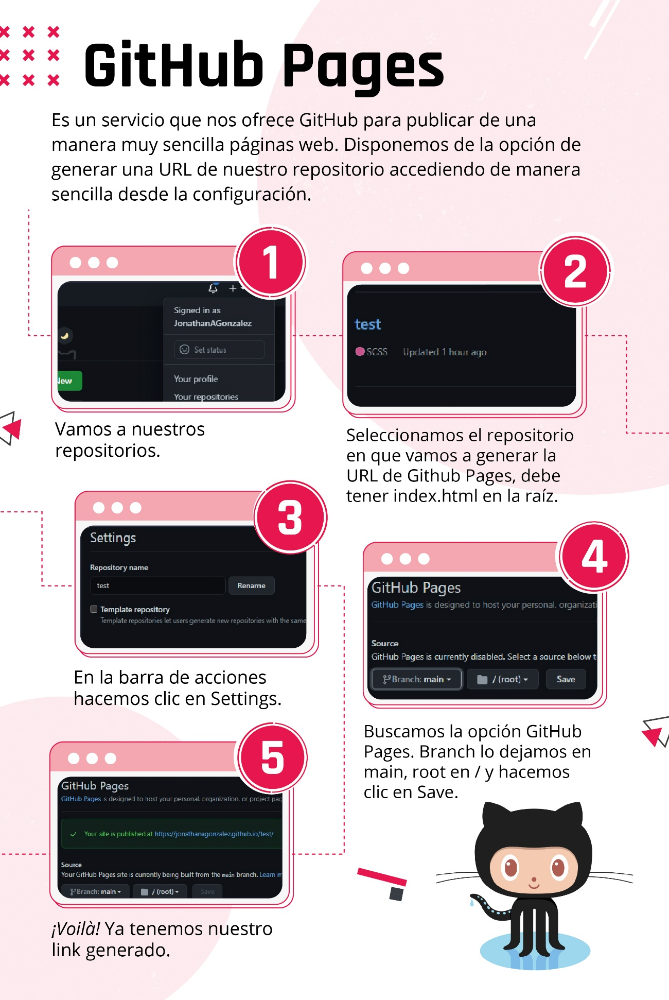 GitHub Pages
Es un servicio que nos ofrece GitHub para publicar de una
manera muy sencilla páginas web. Disponemos de la opción de
generar una URL de nuestro repositorio accediendo de manera
sencilla desde la configuración.
1
Signed in as
JonathanAGonzalez
Set status
New
Your profile
Your repositories
Vamos a nuestros
repositorios.
2
test
SCSS Updated 1 hour ago
Seleccionamos el repositorio
en que vamos a generar la
URL de Github Pages, debe
tener index.html en la raíz.
3
Settings
Repository name
test Rename
Template repository
Template repositories let users generate new repositories with the same
En la barra de acciones
hacemos clic en Settings.
4
GitHub Pages
GitHub Pages is designed to host your personal, organizati
Source
GitHub Pages is currently disabled. Select a source below t
Branch: main / (root) Save
Buscamos la opción GitHub
Pages. Branch lo dejamos en
main, root en / y hacemos
clic en Save.
5
GitHub Pages
GitHub Pages is designed to host your personal, organization, or project pag
Your site is published at https://jonathanagonzalez.github.io/test/
Source
Your GitHub Pages site is currently being built from the main branch. Learn m
Branch: main / (root) Save
¡Voilà! Ya tenemos nuestro
link generado.